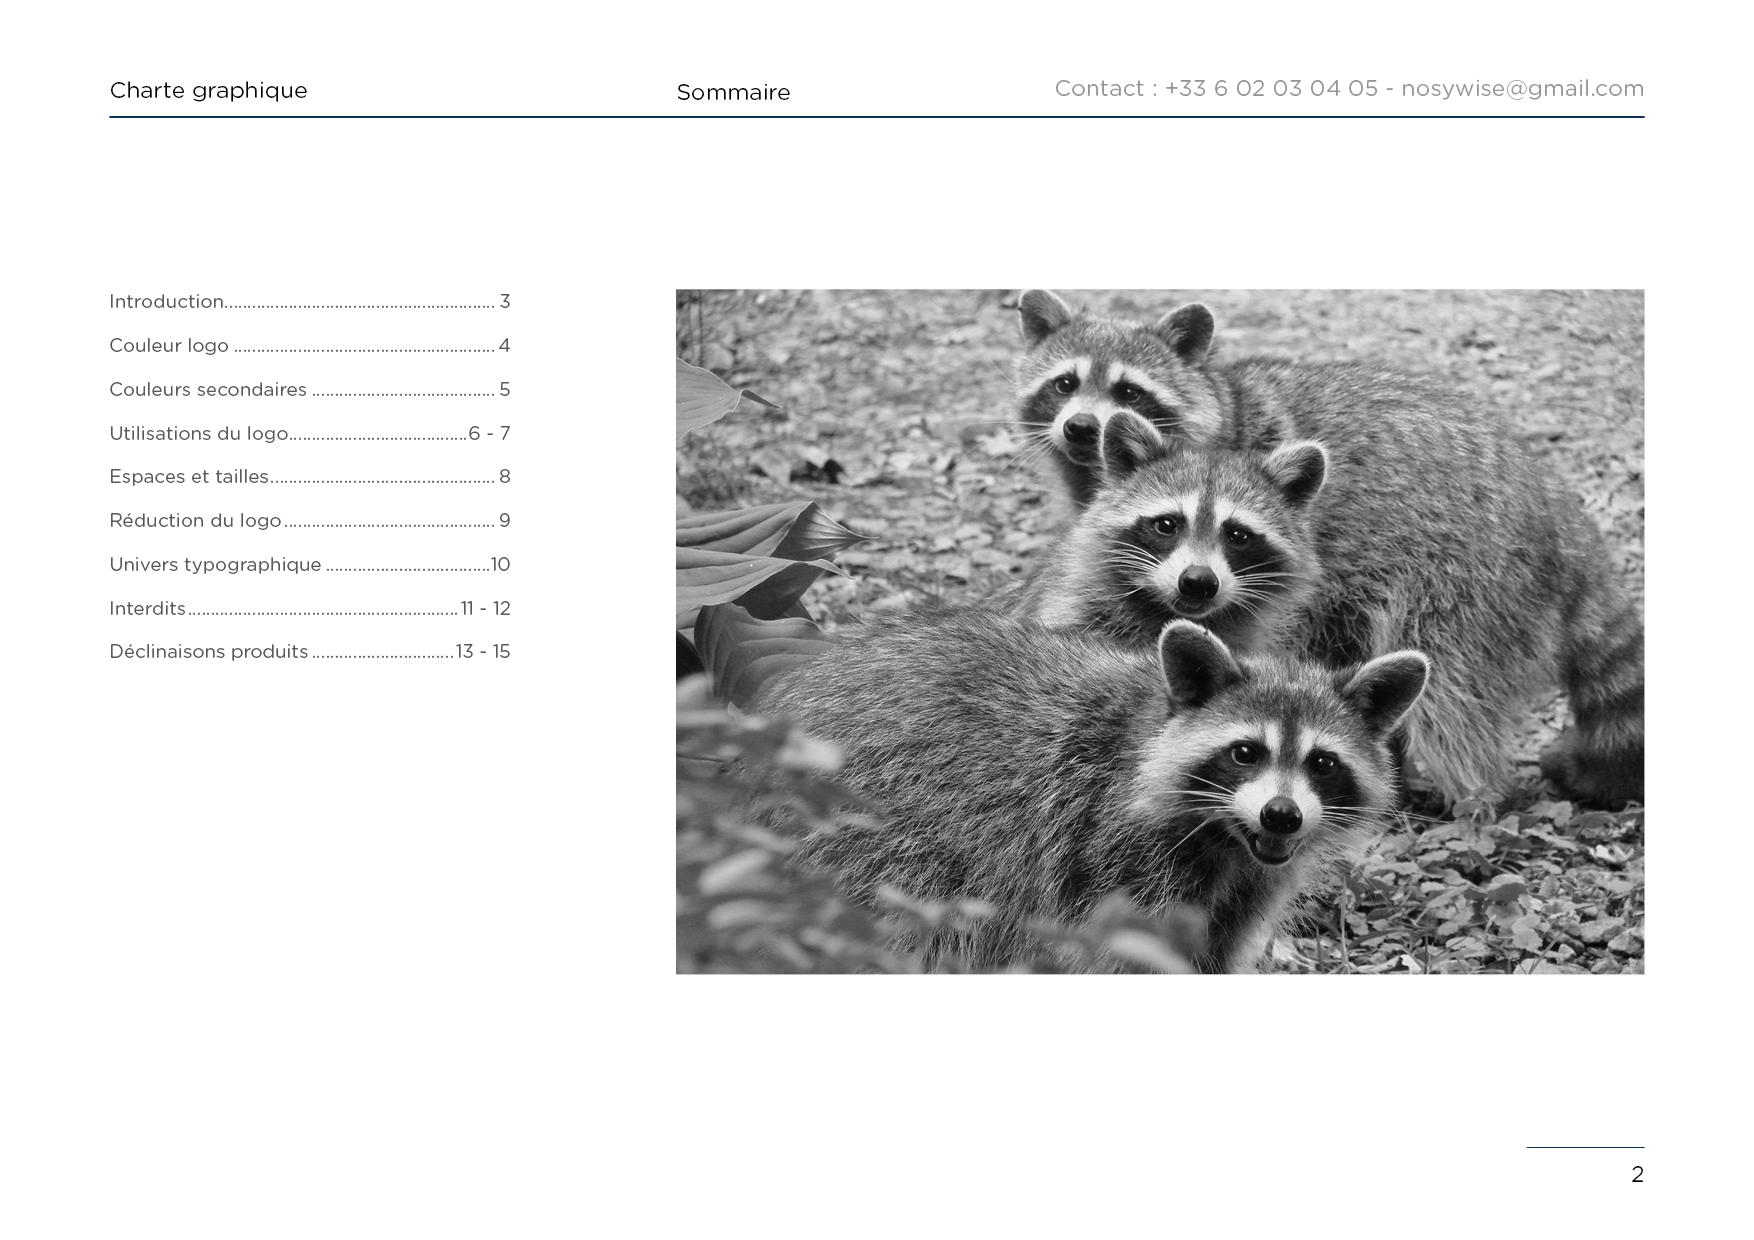 Charte graphique
Sommaire
Contact : +33 6 02 03 04 05 - nosywise@gmail.com
Introduction.......................................................... 3
Couleur logo ......................................................... 4
Couleurs secondaires ........................................ 5
Utilisations du logo.......................................6 - 7
Espaces et tailles................................................. 8
Réduction du logo.............................................. 9
Univers typographique ....................................10
Interdits...........................................................11 - 12
Déclinaisons produits ...............................13 - 15
2